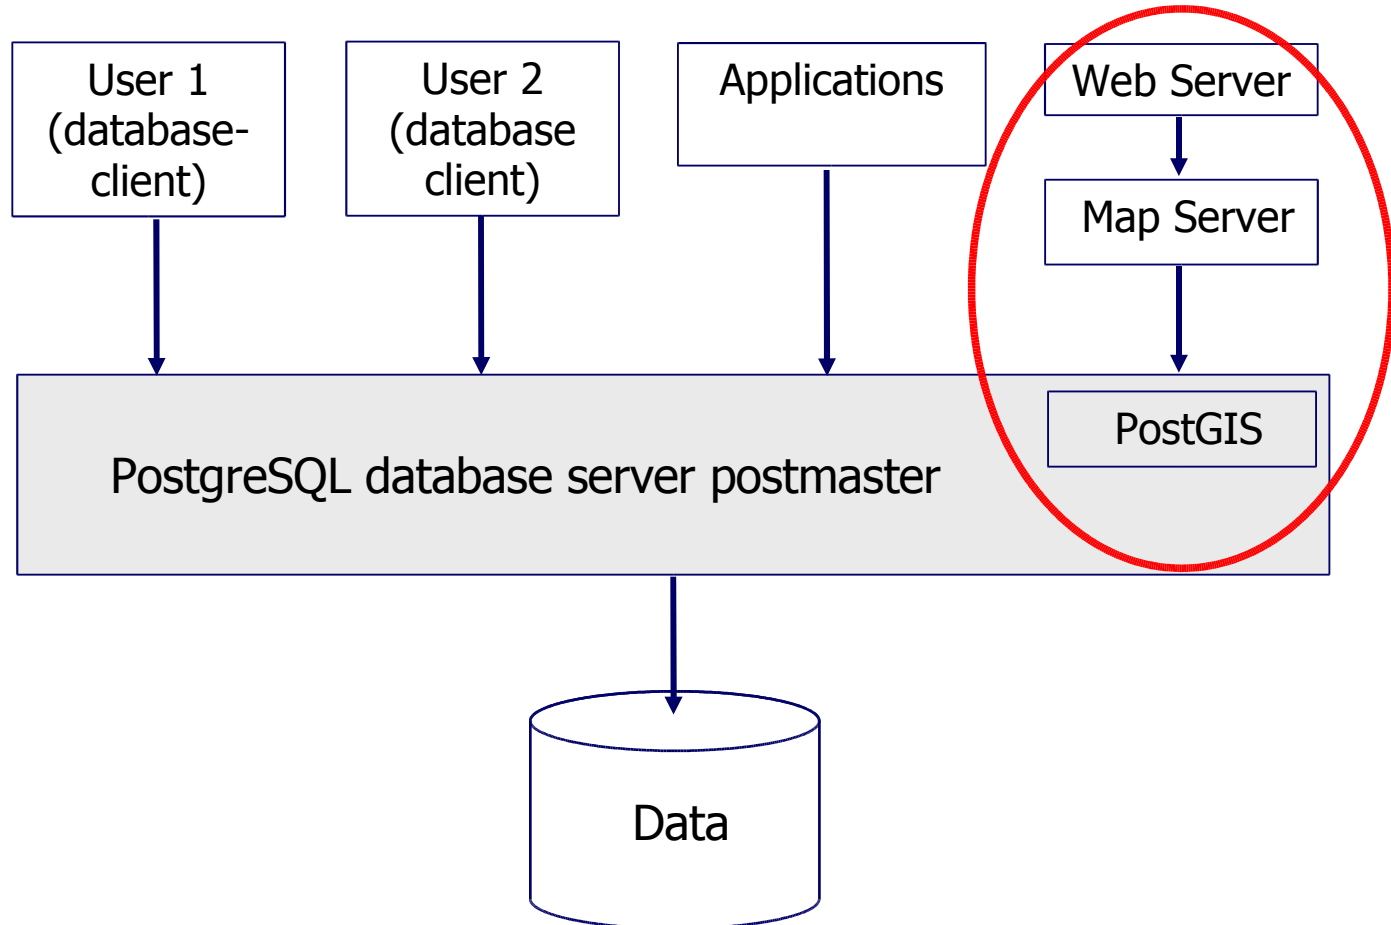 User 1
(database-
client)
User 2
(database
client)
Applications
Web Server
Map Server
PostGIS
PostgreSQL database server postmaster
Data